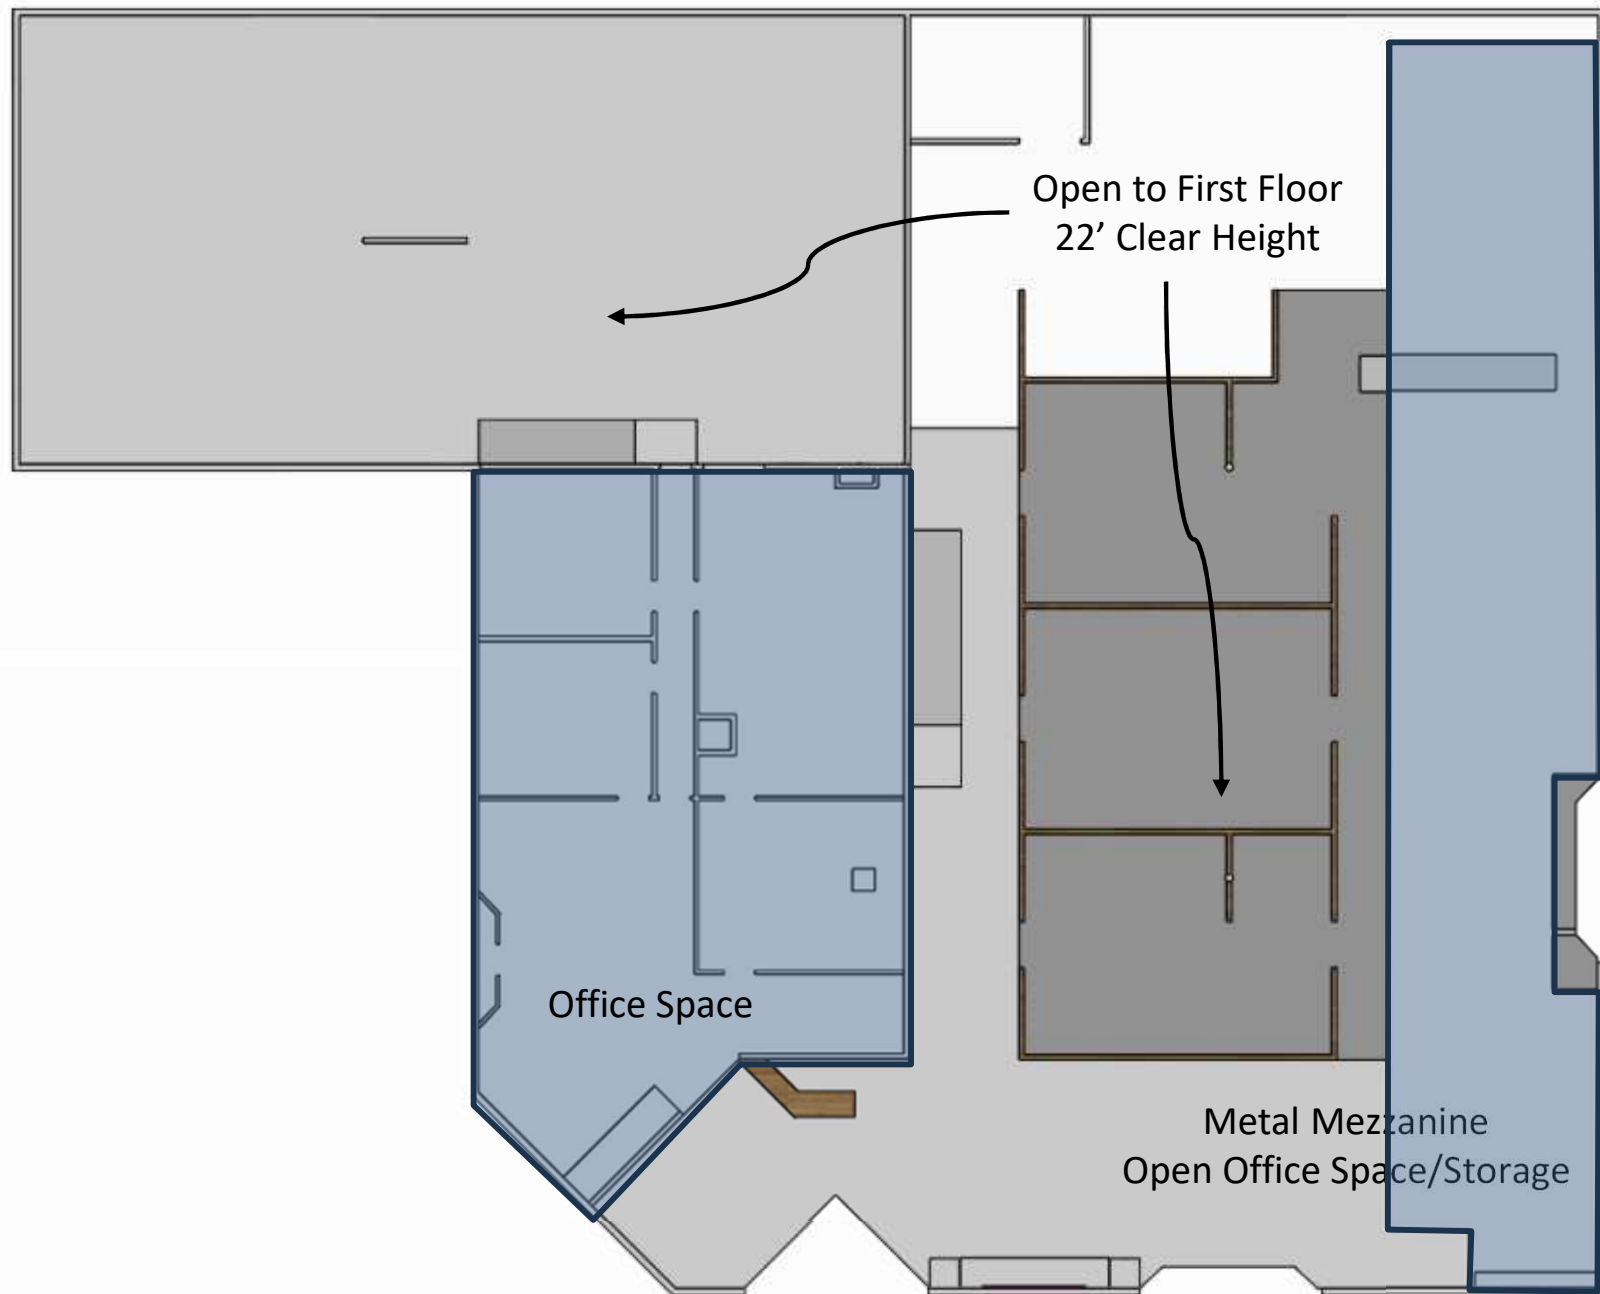 Open to First Floor
22’ Clear Height
Office Space
Metal Mezzanine
Open Office Space/Storage